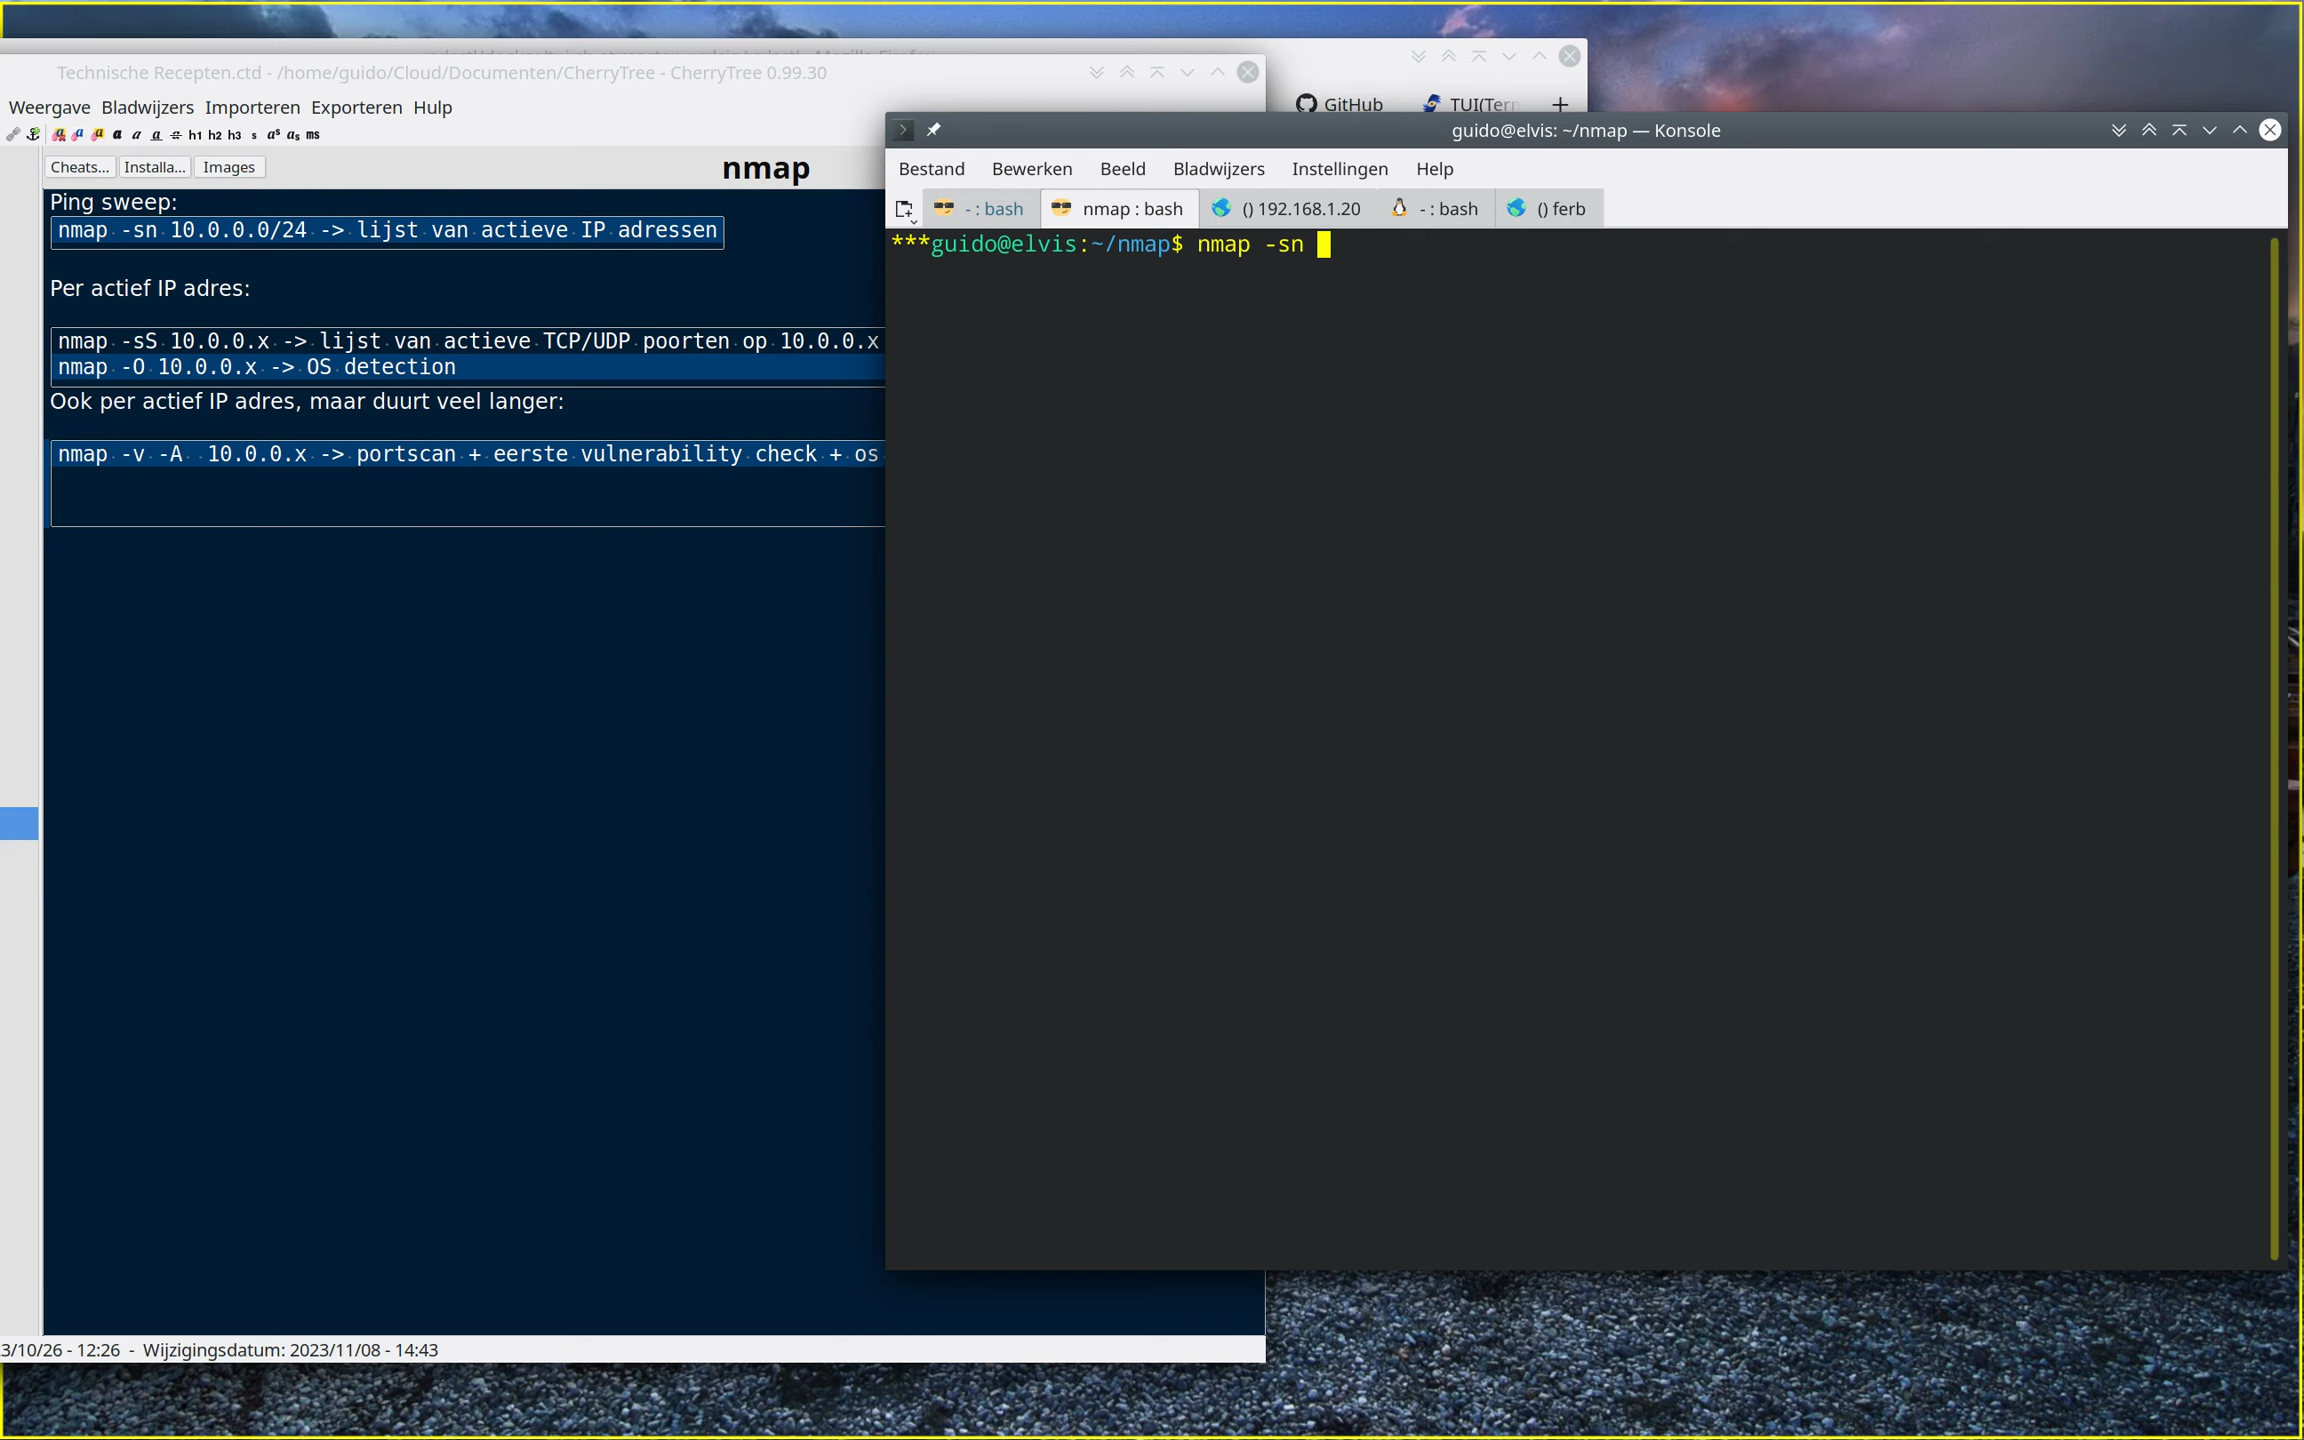 Technische Recepten.ctd - /home/guido/Cloud/Documenten/CherryTree - CherryTree 0.99.30
Weergave Bladwijzers Importeren Exporteren Hulp
h1 h2 h3 s aˢ aₛ ms
Cheats... Installa... Images
nmap
Ping sweep:
nmap -sn 10.0.0.0/24 -> lijst van actieve IP adressen
Per actief IP adres:
nmap -sS 10.0.0.x -> lijst van actieve TCP/UDP poorten op 10.0.0.x
nmap -O 10.0.0.x -> OS detection
Ook per actief IP adres, maar duurt veel langer:
nmap -v -A  10.0.0.x -> portscan + eerste vulnerability check + os
3/10/26 - 12:26 - Wijzigingsdatum: 2023/11/08 - 14:43
GitHub TUI(Terr
guido@elvis: ~/nmap — Konsole
Bestand Bewerken Beeld Bladwijzers Instellingen Help
- : bash nmap : bash () 192.168.1.20 - : bash () ferb
***guido@elvis:~/nmap$ nmap -sn